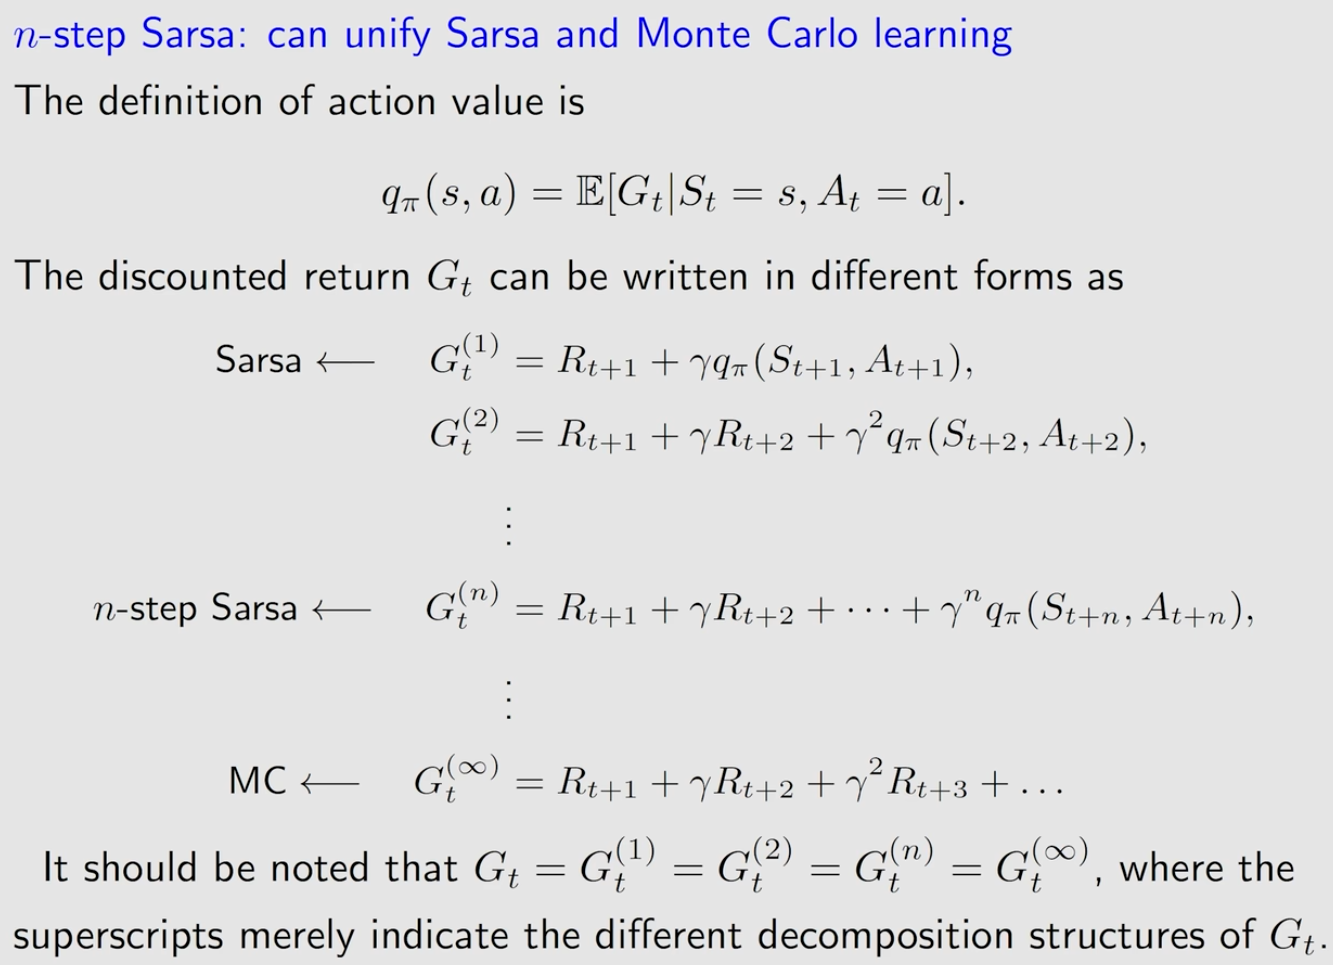 n-step Sarsa: can unify Sarsa and Monte Carlo learning
The definition of action value is
$q_\pi(s, a) = \mathbb{E}[G_t|S_t = s, A_t = a].$
The discounted return $G_t$ can be written in different forms as
Sarsa ⟵ $G_t^{(1)} = R_{t+1} + \gamma q_\pi(S_{t+1}, A_{t+1}),$
$G_t^{(2)} = R_{t+1} + \gamma R_{t+2} + \gamma^2 q_\pi(S_{t+2}, A_{t+2}),$
⋮
n-step Sarsa ⟵ $G_t^{(n)} = R_{t+1} + \gamma R_{t+2} + \cdots + \gamma^n q_\pi(S_{t+n}, A_{t+n}),$
⋮
MC ⟵ $G_t^{(\infty)} = R_{t+1} + \gamma R_{t+2} + \gamma^2 R_{t+3} + \ldots$
It should be noted that $G_t = G_t^{(1)} = G_t^{(2)} = G_t^{(n)} = G_t^{(\infty)}$, where the
superscripts merely indicate the different decomposition structures of $G_t$.